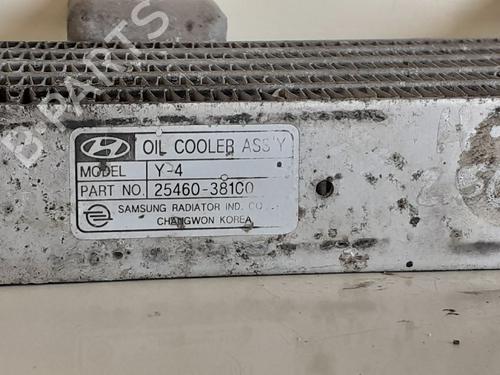 B-PARTS
OIL COOLER ASS'Y
MODEL Y-4
PART NO. 25460-38100
SAMSUNG RADIATOR IND. CO.
CHANGWON KOREA